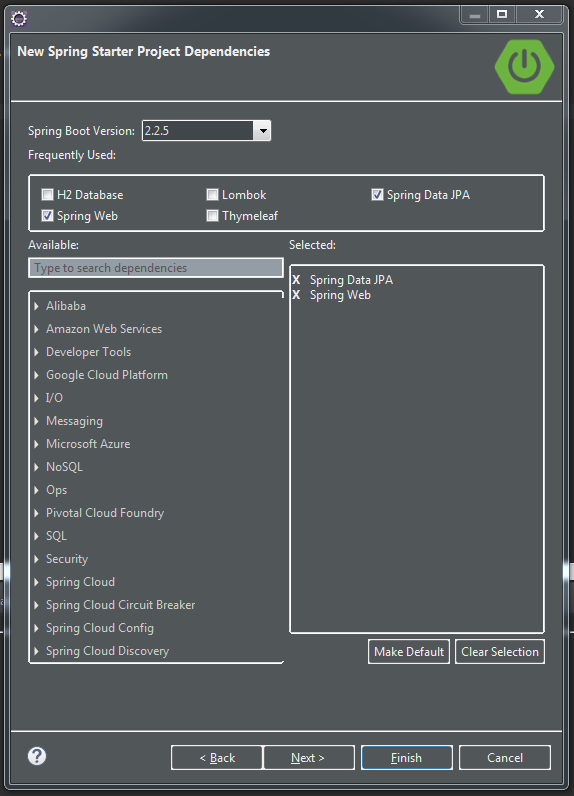 New Spring Starter Project Dependencies
Spring Boot Version: 2.2.5
Frequently Used:
H2 Database Lombok Spring Data JPA
Spring Web Thymeleaf
Available: Selected:
Type to search dependencies
X Spring Data JPA
X Spring Web
Alibaba
Amazon Web Services
Developer Tools
Google Cloud Platform
I/O
Messaging
Microsoft Azure
NoSQL
Ops
Pivotal Cloud Foundry
SQL
Security
Spring Cloud
Spring Cloud Circuit Breaker
Spring Cloud Config
Spring Cloud Discovery
Make Default Clear Selection
? < Back Next > Finish Cancel